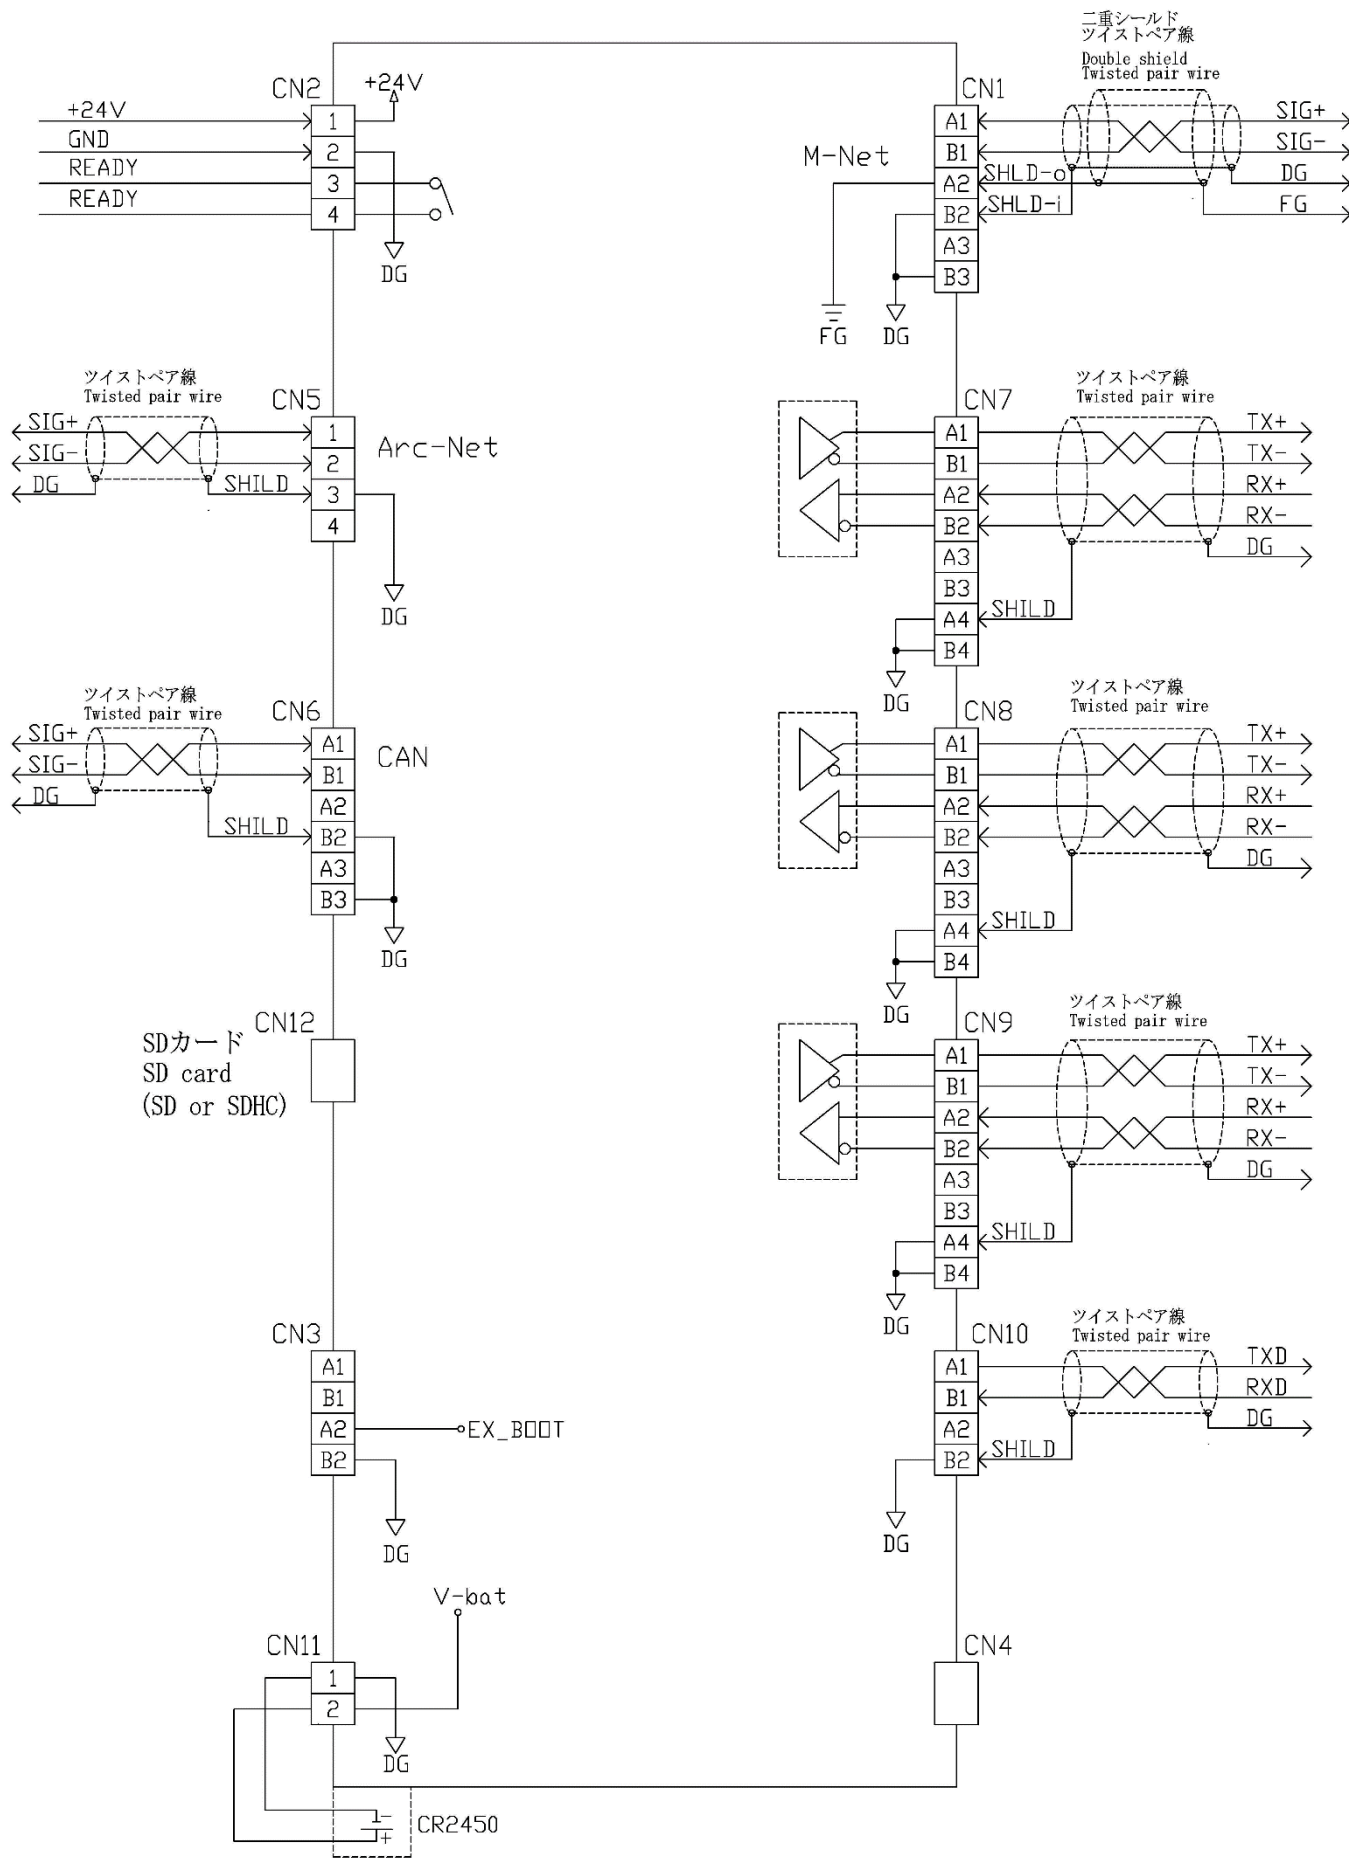 二重シールド
ツイストペア線
Double shield
Twisted pair wire
CN2
+24V
+24V
1
GND
2
READY
3
READY
4
DG
CN1
M-Net
A1
SIG+
B1
SIG-
A2
SHLD-o
DG
B2
SHLD-i
FG
A3
B3
FG
DG
ツイストペア線
Twisted pair wire
CN5
Arc-Net
SIG+
1
SIG-
2
DG
SHILD
3
4
DG
ツイストペア線
Twisted pair wire
CN7
A1
TX+
B1
TX-
A2
RX+
B2
RX-
A3
DG
B3
A4
SHILD
B4
DG
ツイストペア線
Twisted pair wire
CN6
CAN
SIG+
A1
SIG-
B1
DG
A2
SHILD
B2
A3
B3
DG
ツイストペア線
Twisted pair wire
CN8
A1
TX+
B1
TX-
A2
RX+
B2
RX-
A3
DG
B3
A4
SHILD
B4
DG
CN12
SDカード
SD card
(SD or SDHC)
ツイストペア線
Twisted pair wire
CN9
A1
TX+
B1
TX-
A2
RX+
B2
RX-
A3
DG
B3
A4
SHILD
B4
DG
CN3
A1
B1
A2
EX_BOOT
B2
DG
ツイストペア線
Twisted pair wire
CN10
A1
TXD
B1
RXD
A2
DG
B2
SHILD
DG
V-bat
CN11
1
2
DG
CN4
-
+
CR2450